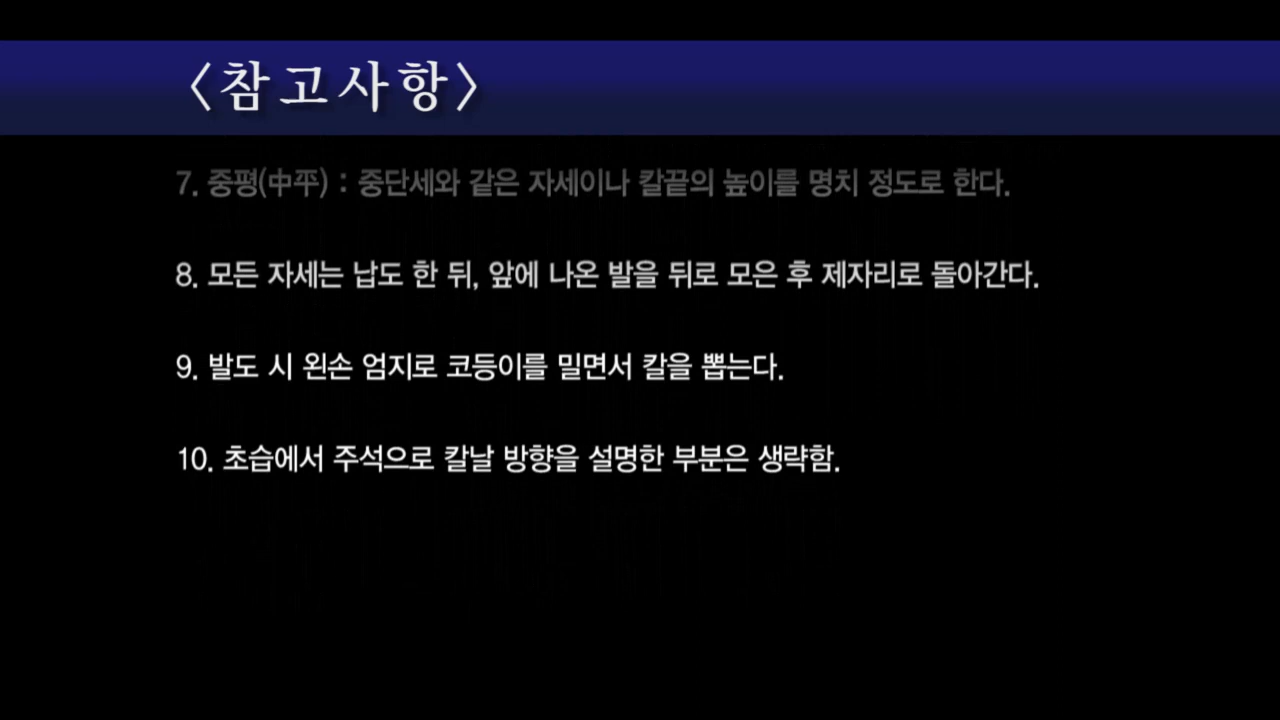 〈참고사항〉
7. 중평(中平) : 중단세와 같은 자세이나 칼끝의 높이를 명치 정도로 한다.
8. 모든 자세는 납도 한 뒤, 앞에 나온 발을 뒤로 모은 후 제자리로 돌아간다.
9. 발도 시 왼손 엄지로 코등이를 밀면서 칼을 뽑는다.
10. 초습에서 주석으로 칼날 방향을 설명한 부분은 생략함.